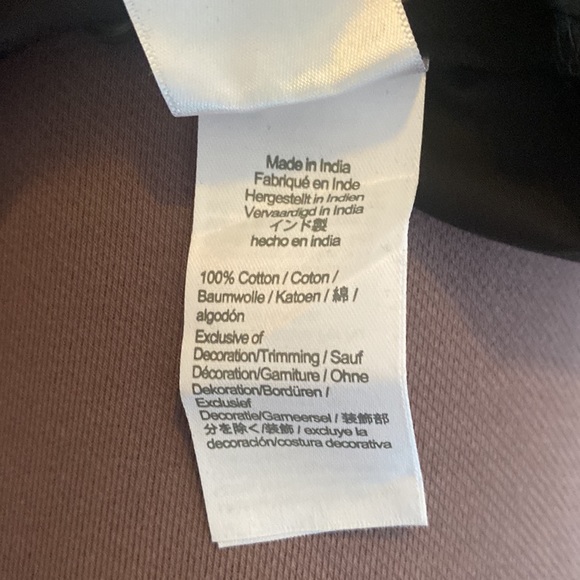 Made in India
Fabriqué en Inde
Hergestellt in Indien
Vervaardigd in India
インド製
hecho en india
100% Cotton / Coton /
Baumwolle / Katoen / 綿 /
algodón
Exclusive of
Decoration/Trimming / Sauf
Décoration/Garniture / Ohne
Dekoration/Bordüren /
Exclusief
Decoratie/Garneersel / 装飾部
分を除く/装飾 / excluye la
decoración/costura decorativa